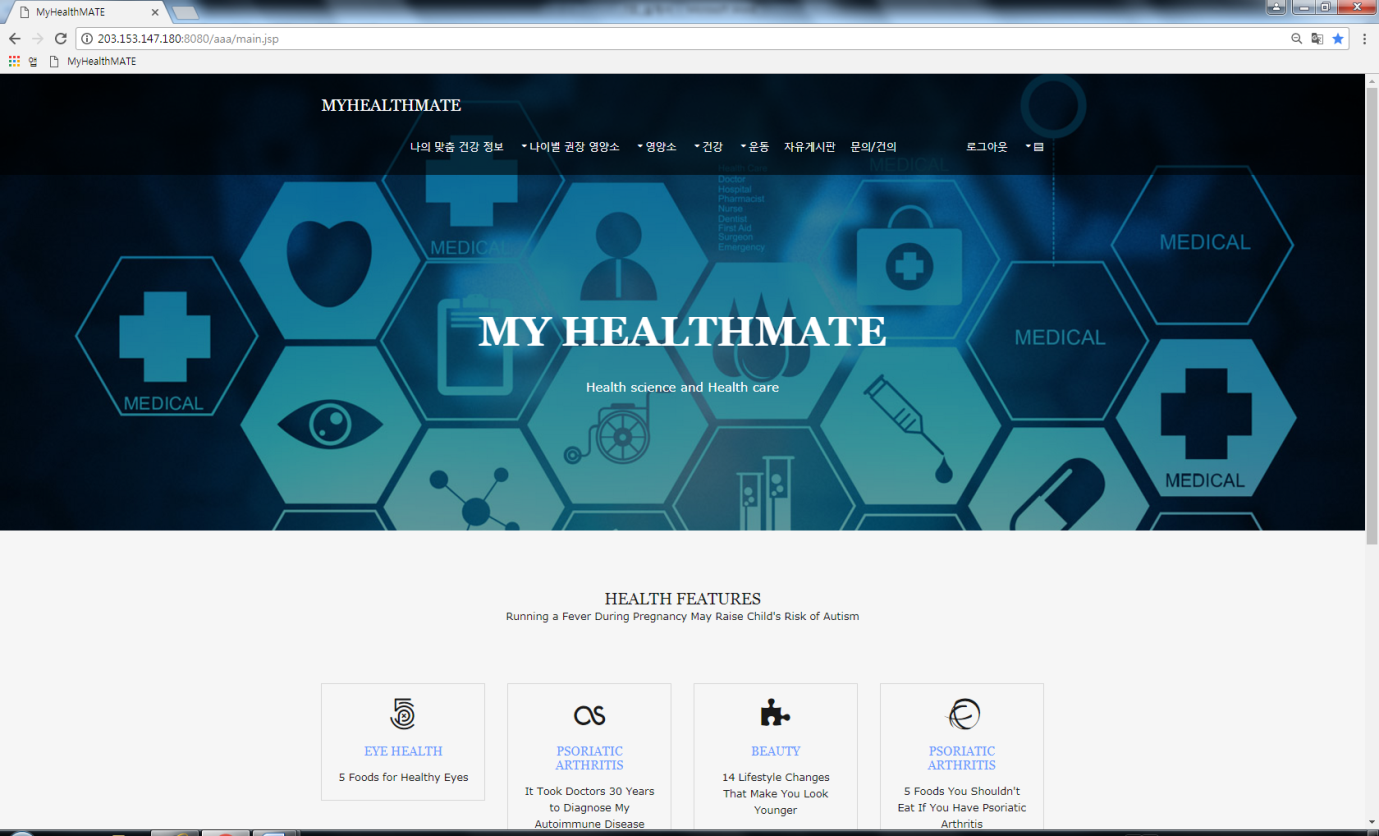 MyHealthMATE
203.153.147.180:8080/aaa/main.jsp
앱 MyHealthMATE
MYHEALTHMATE
나의 맞춤 건강 정보 나이별 권장 영양소 영양소 건강 운동 자유게시판 문의/건의 로그아웃
MEDICAL
Health Care
Doctor
Hospital
Pharmacist
Nurse
Dentist
First Aid
Surgeon
Emergency
MEDICAL
MEDICAL
MEDICAL
MY HEALTHMATE
Health science and Health care
MEDICAL
MEDICAL
HEALTH FEATURES
Running a Fever During Pregnancy May Raise Child's Risk of Autism
EYE HEALTH
5 Foods for Healthy Eyes
PSORIATIC
ARTHRITIS
It Took Doctors 30 Years
to Diagnose My
Autoimmune Disease
BEAUTY
14 Lifestyle Changes
That Make You Look
Younger
PSORIATIC
ARTHRITIS
5 Foods You Shouldn't
Eat If You Have Psoriatic
Arthritis